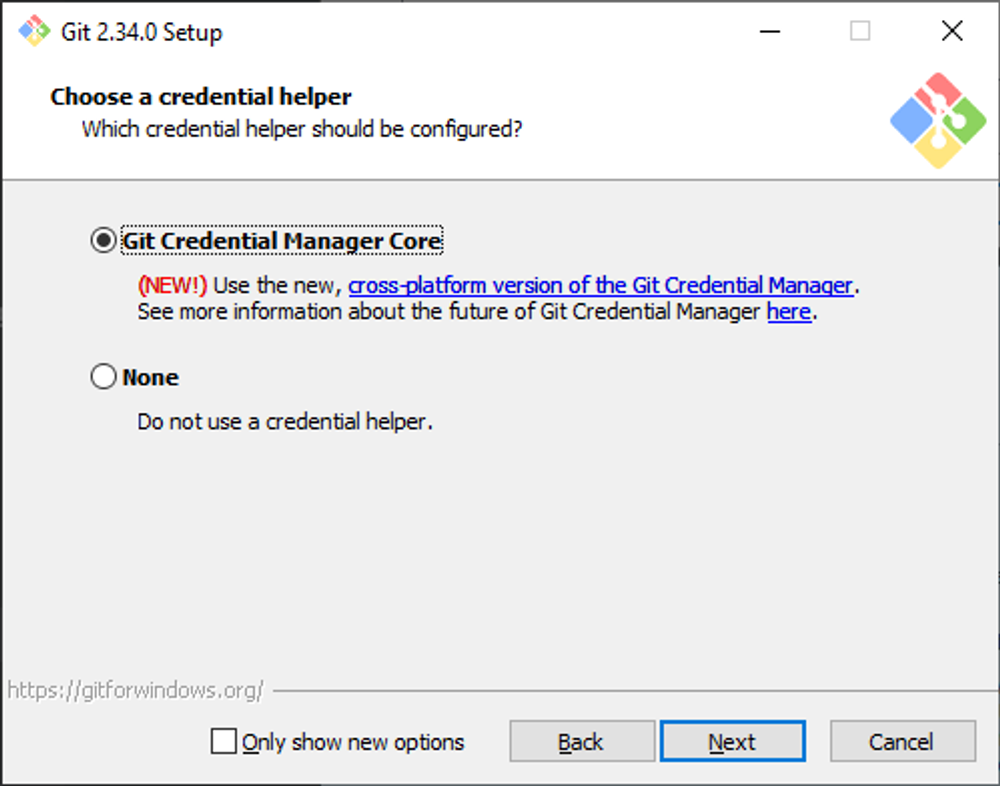 Git 2.34.0 Setup
Choose a credential helper
Which credential helper should be configured?
Git Credential Manager Core
(NEW!) Use the new, cross-platform version of the Git Credential Manager.
See more information about the future of Git Credential Manager here.
None
Do not use a credential helper.
https://gitforwindows.org/
Only show new options Back Next Cancel